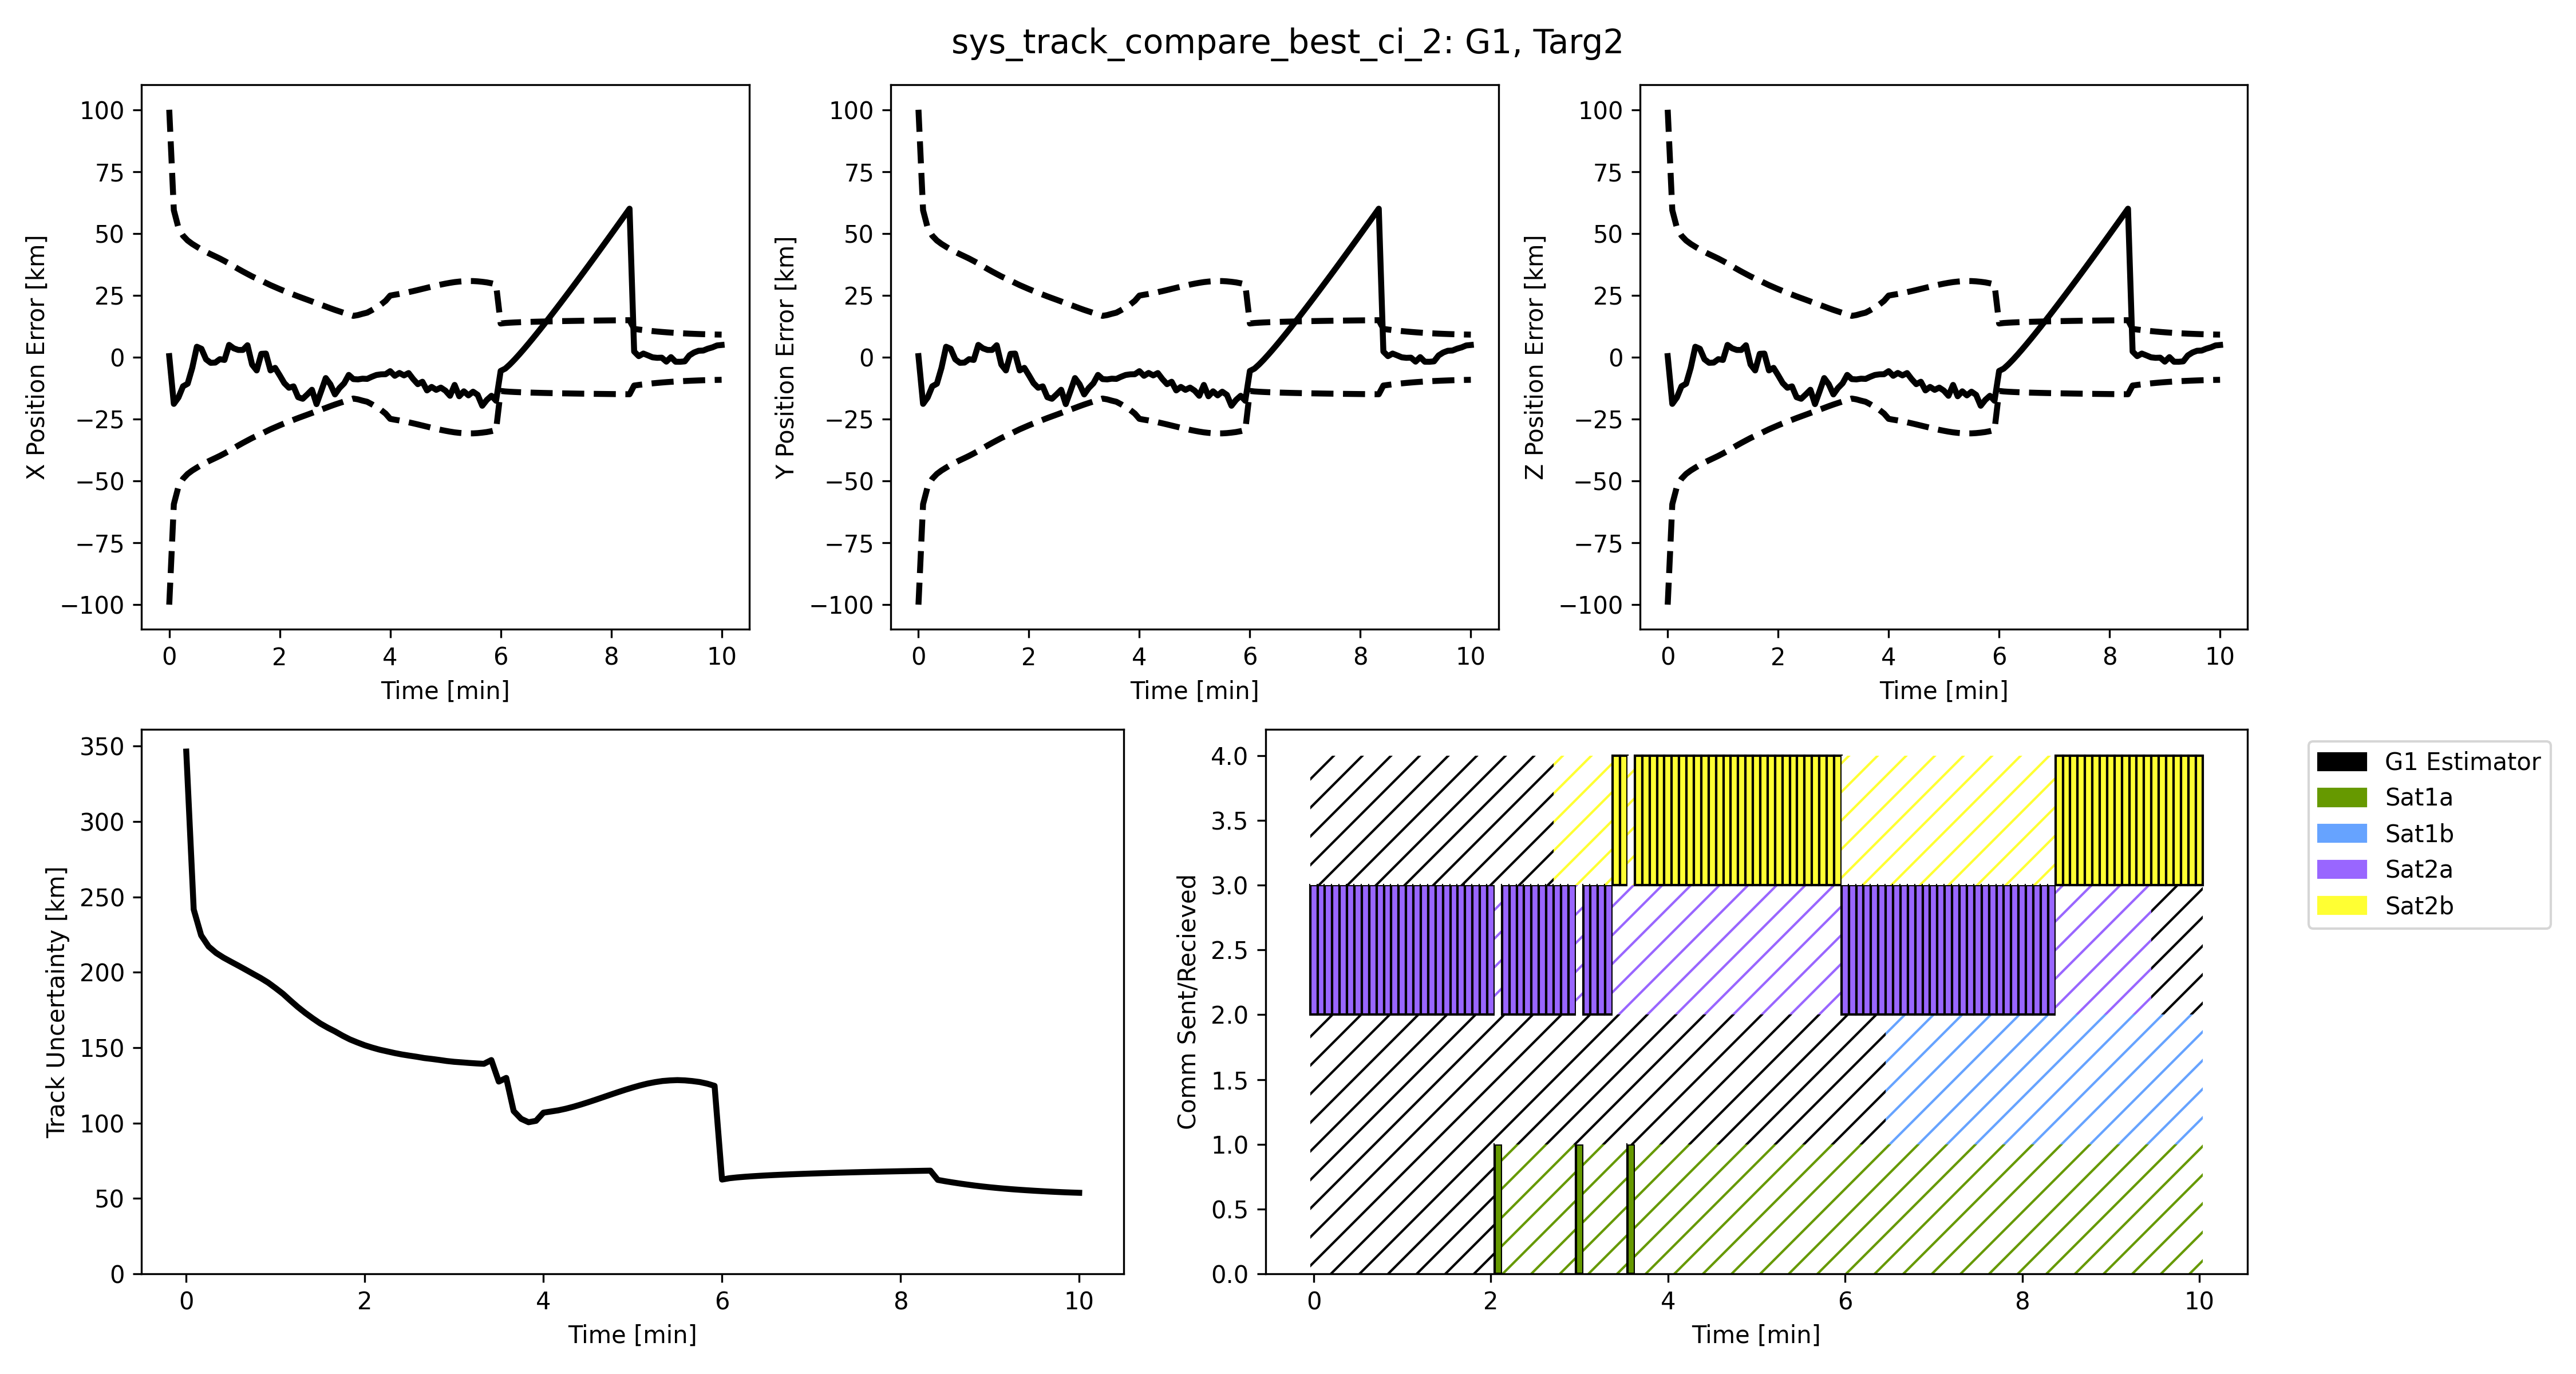 sys_track_compare_best_ci_2: G1, Targ2
100
75
50
25
0
−25
−50
−75
−100
X Position Error [km]
0 2 4 6 8 10
Time [min]
100
75
50
25
0
−25
−50
−75
−100
Y Position Error [km]
0 2 4 6 8 10
Time [min]
100
75
50
25
0
−25
−50
−75
−100
Z Position Error [km]
0 2 4 6 8 10
Time [min]
350
300
250
200
150
100
50
0
Track Uncertainty [km]
0 2 4 6 8 10
Time [min]
4.0
3.5
3.0
2.5
2.0
1.5
1.0
0.5
0.0
Comm Sent/Recieved
0 2 4 6 8 10
Time [min]
G1 Estimator
Sat1a
Sat1b
Sat2a
Sat2b